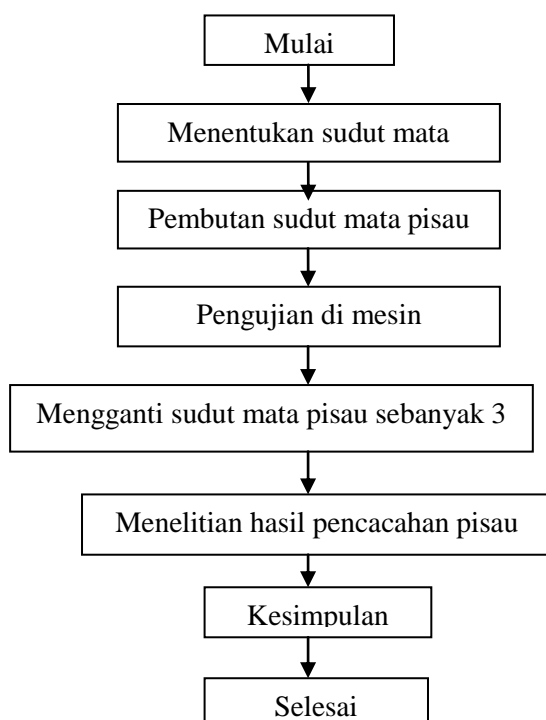 Mulai
Menentukan sudut mata
Pembutan sudut mata pisau
Pengujian di mesin
Mengganti sudut mata pisau sebanyak 3
Menelitian hasil pencacahan pisau
Kesimpulan
Selesai